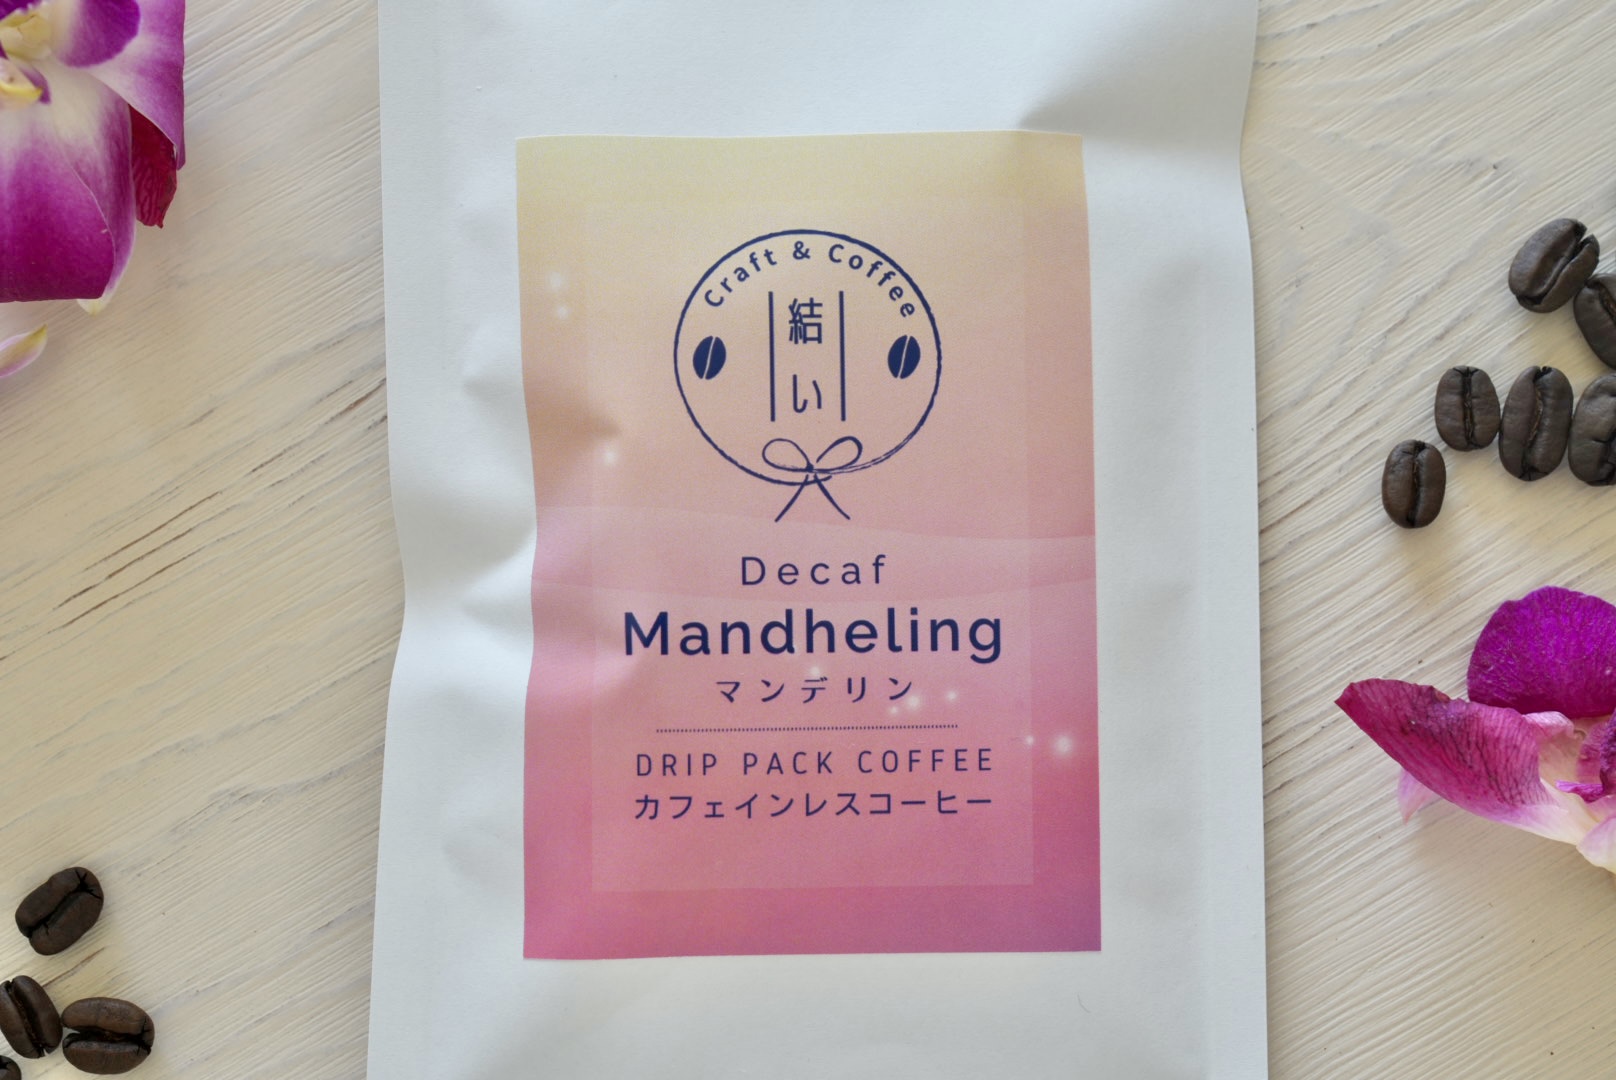 Craft & Coffee
結い
Decaf
Mandheling
マンデリン
DRIP PACK COFFEE
カフェインレスコーヒー